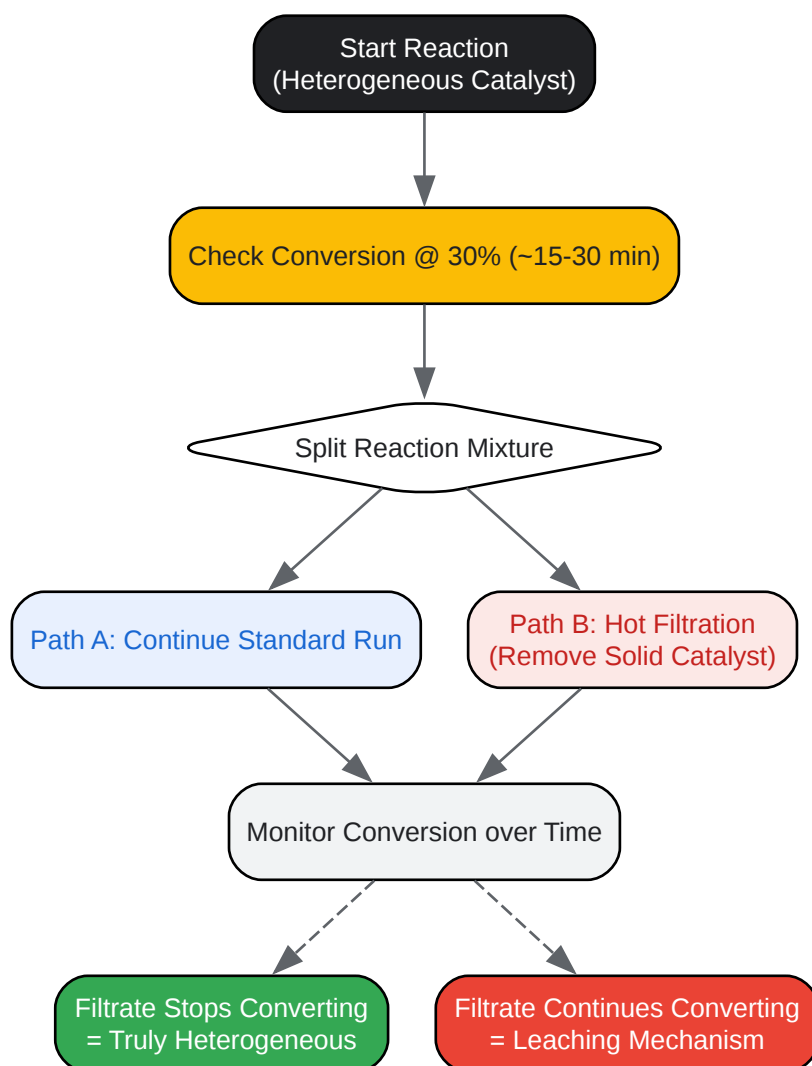 Start Reaction
(Heterogeneous Catalyst)
Check Conversion @ 30% (~15-30 min)
Split Reaction Mixture
Path A: Continue Standard Run
Path B: Hot Filtration
(Remove Solid Catalyst)
Monitor Conversion over Time
Filtrate Stops Converting
= Truly Heterogeneous
Filtrate Continues Converting
= Leaching Mechanism